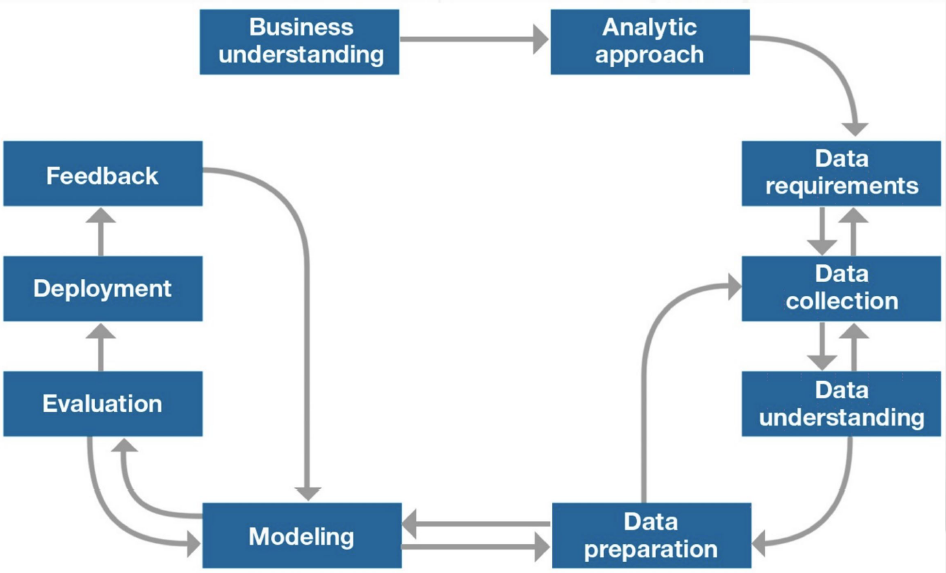 Business
understanding
Analytic
approach
Data
requirements
Data
collection
Data
understanding
Data
preparation
Modeling
Evaluation
Deployment
Feedback